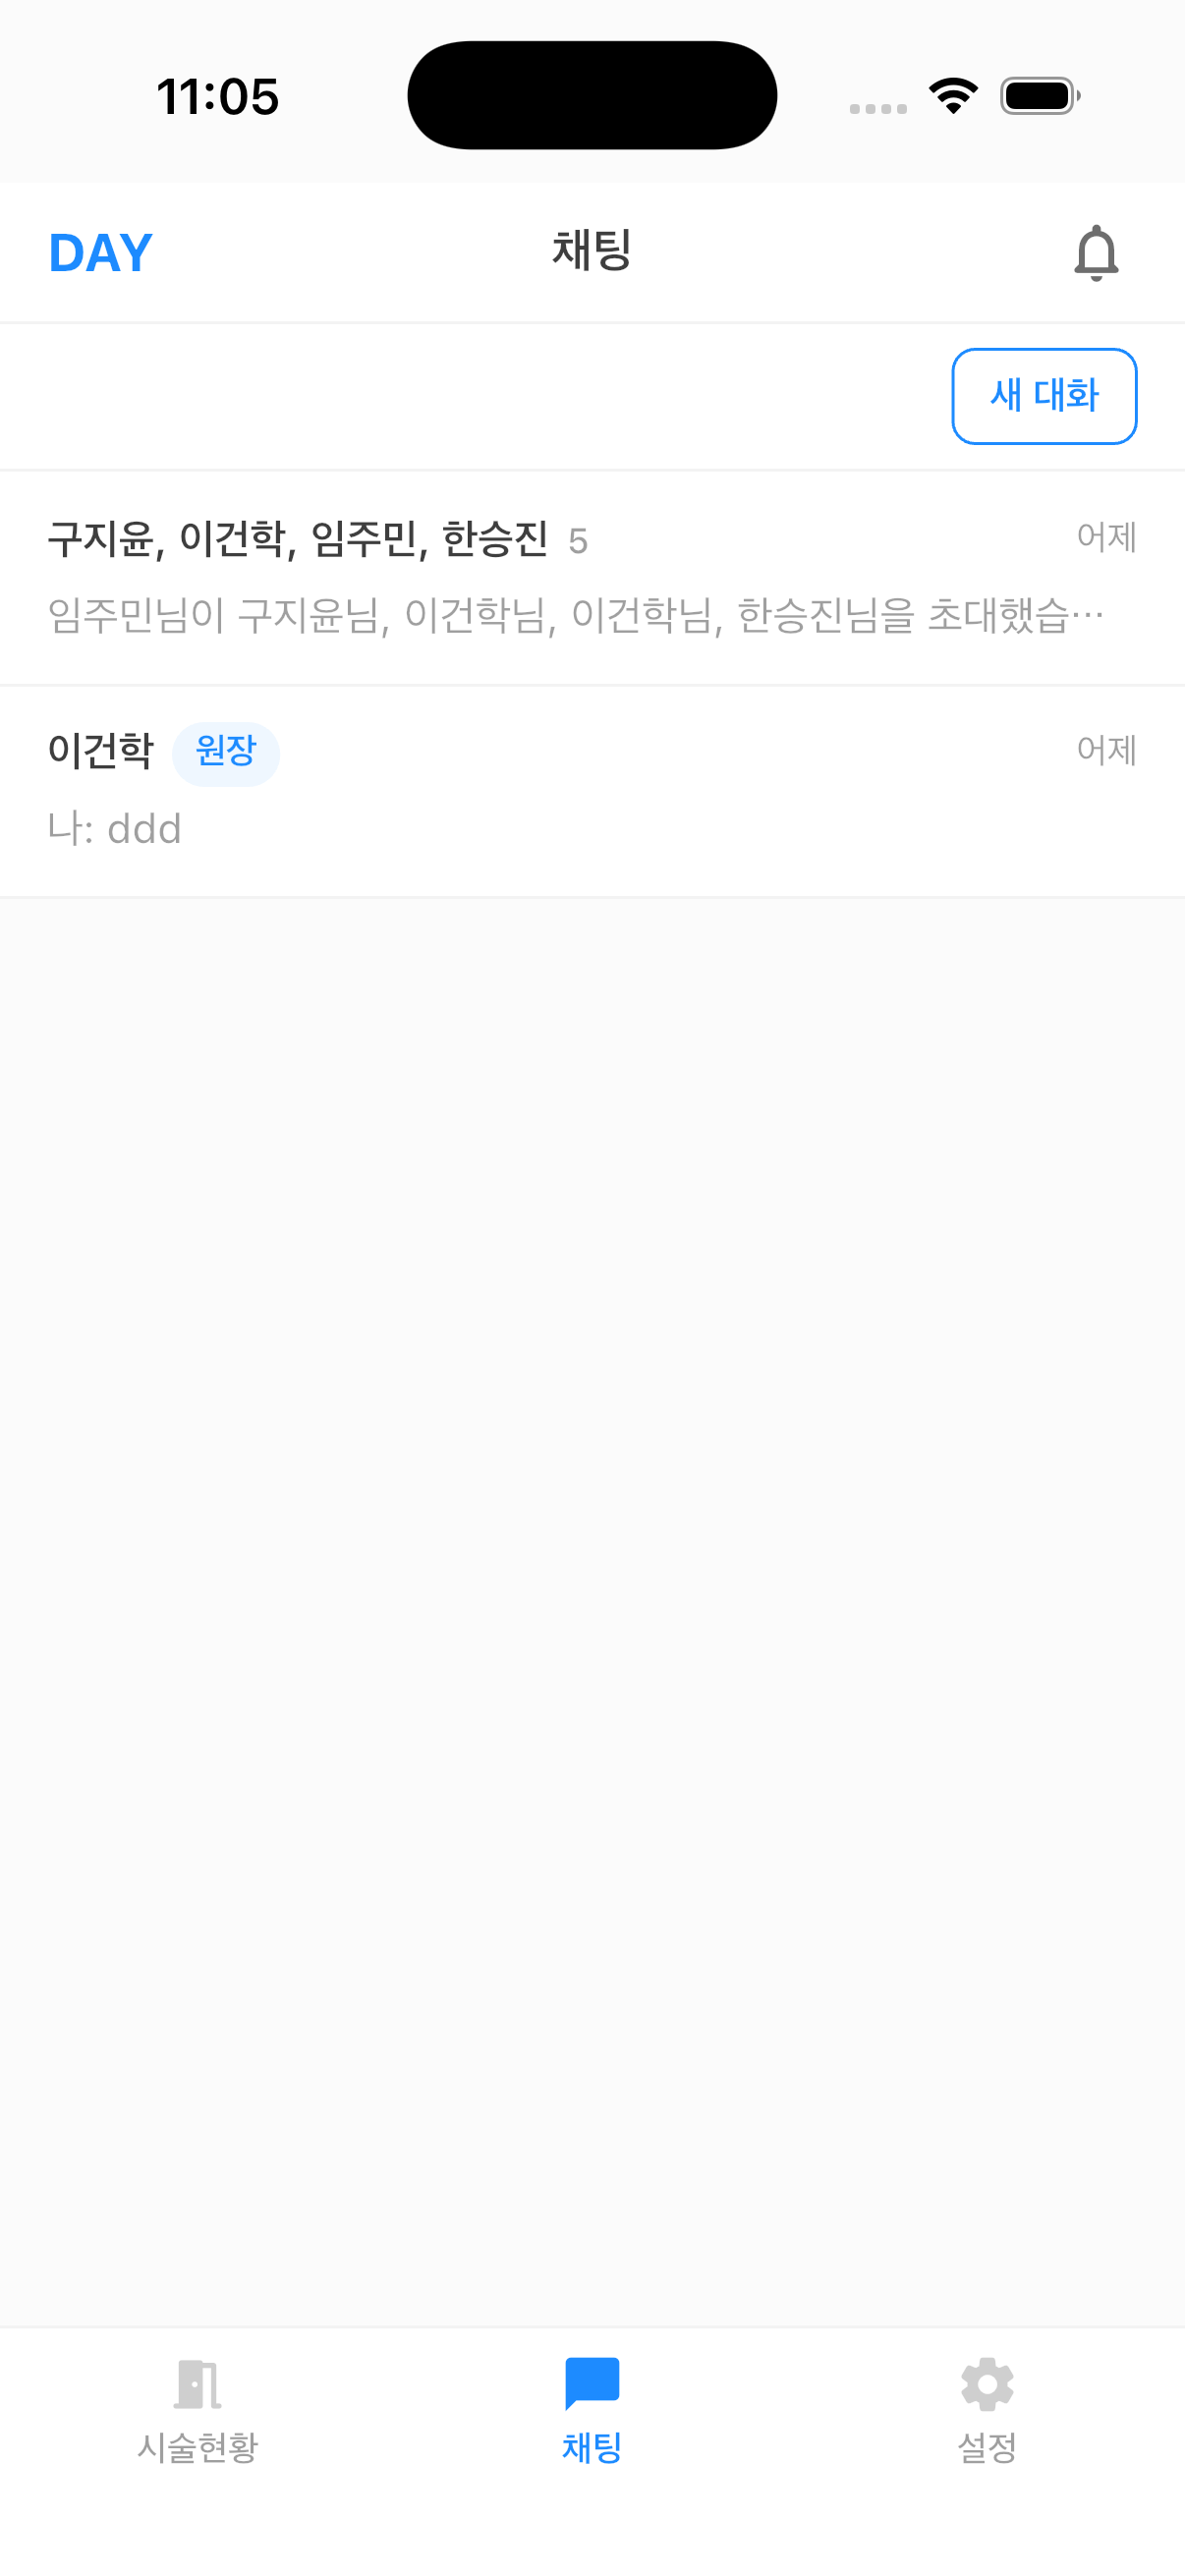 11:05
DAY
채팅
새 대화
구지윤, 이건학, 임주민, 한승진 5
어제
임주민님이 구지윤님, 이건학님, 이건학님, 한승진님을 초대했습…
이건학 원장
어제
나: ddd
시술현황
채팅
설정